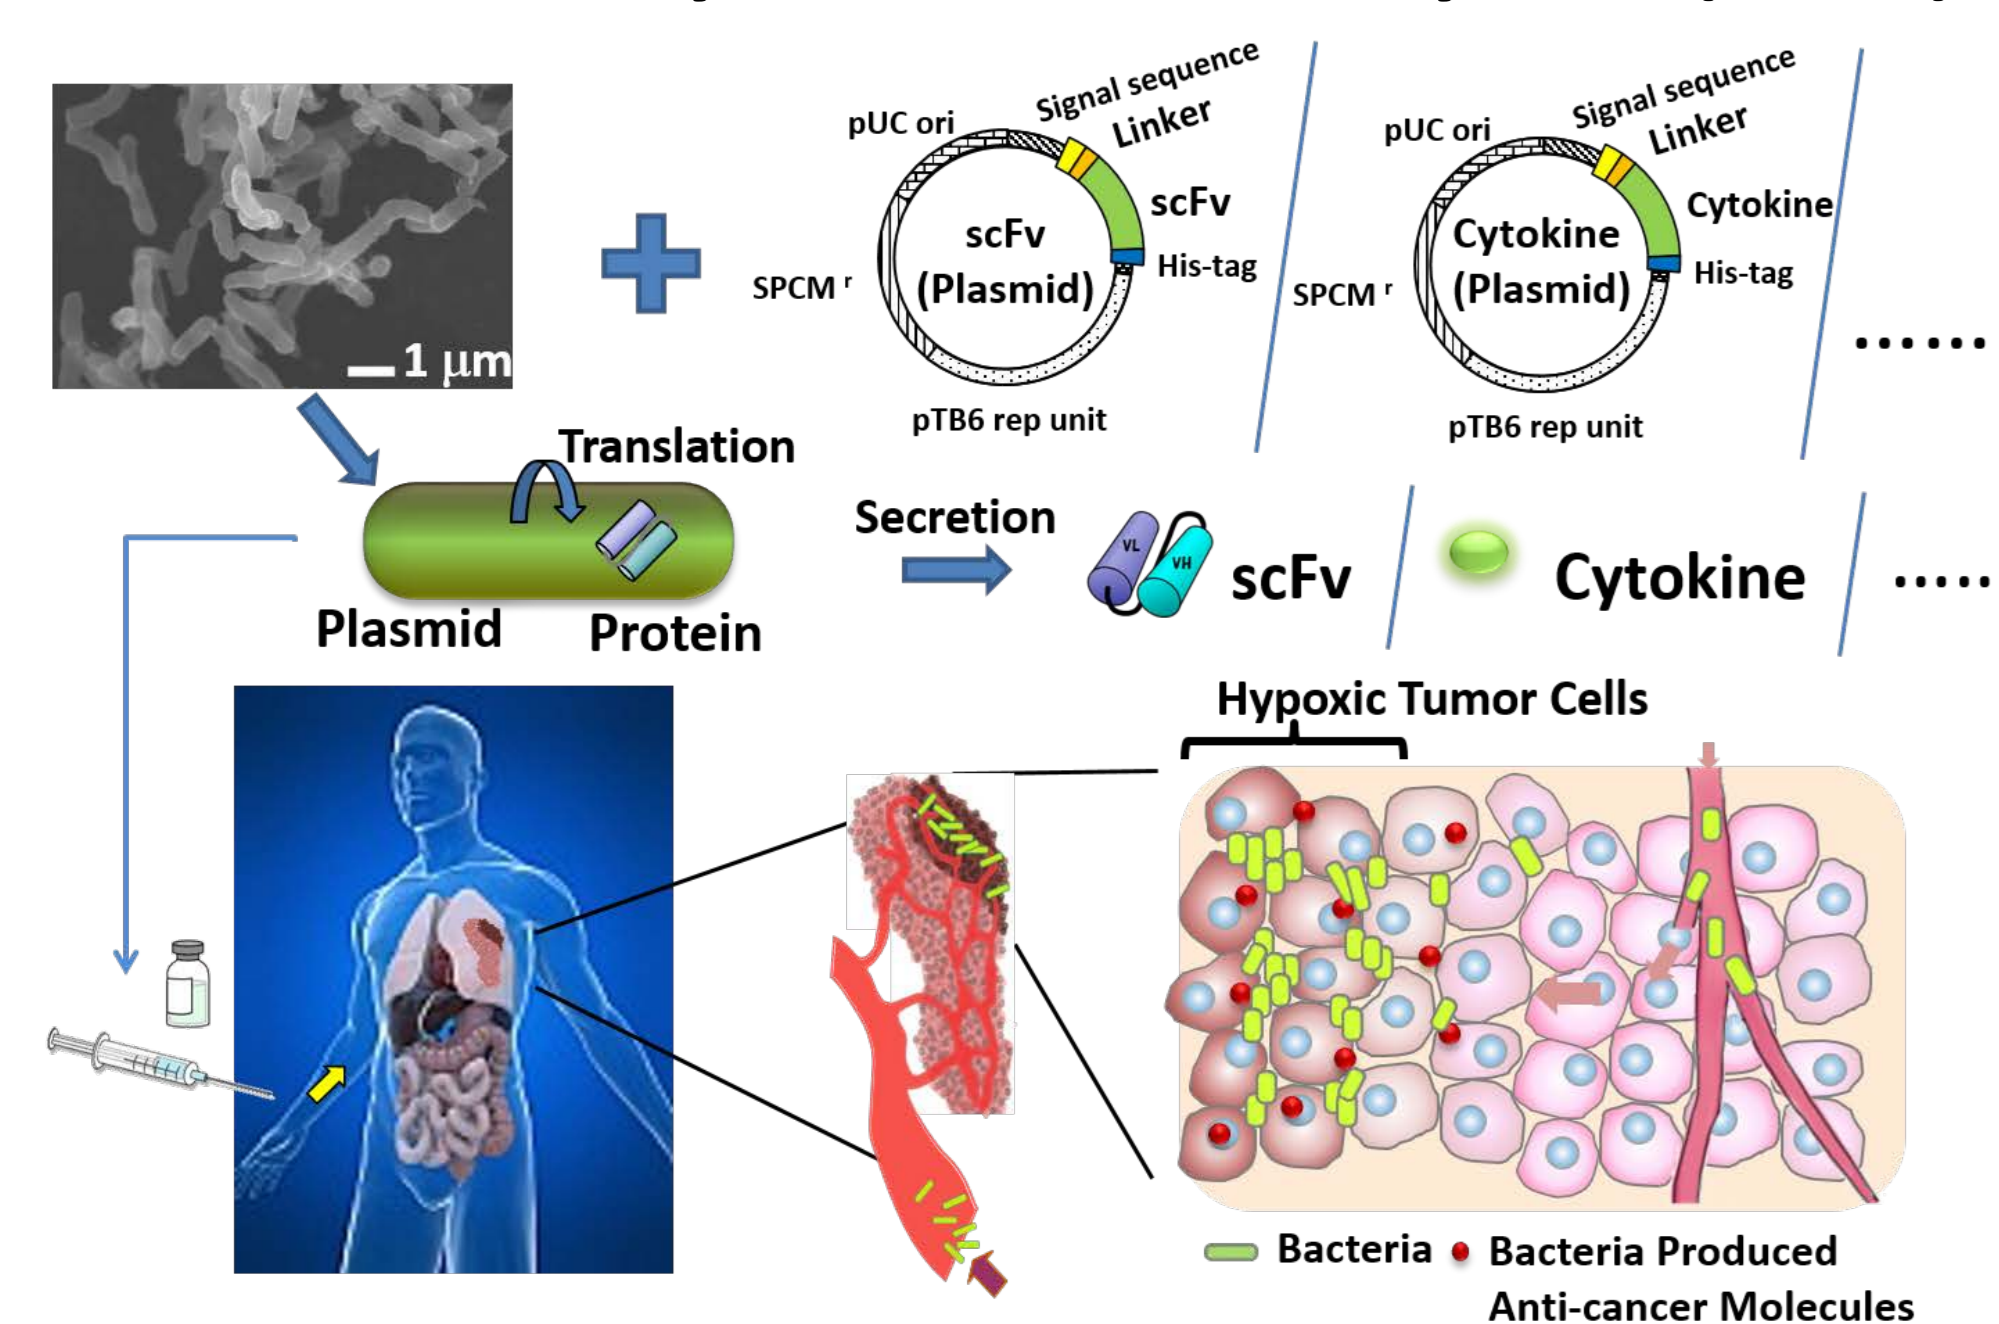 Signal sequence
Linker
pUC ori
scFv
scFv
(Plasmid)
His-tag
SPCM r
pTB6 rep unit
Signal sequence
Linker
pUC ori
Cytokine
Cytokine
(Plasmid)
His-tag
SPCM r
pTB6 rep unit
......
1 μm
Translation
Plasmid
Protein
Secretion
VL
VH
scFv
Cytokine
.....
Hypoxic Tumor Cells
Bacteria
Bacteria Produced
Anti-cancer Molecules